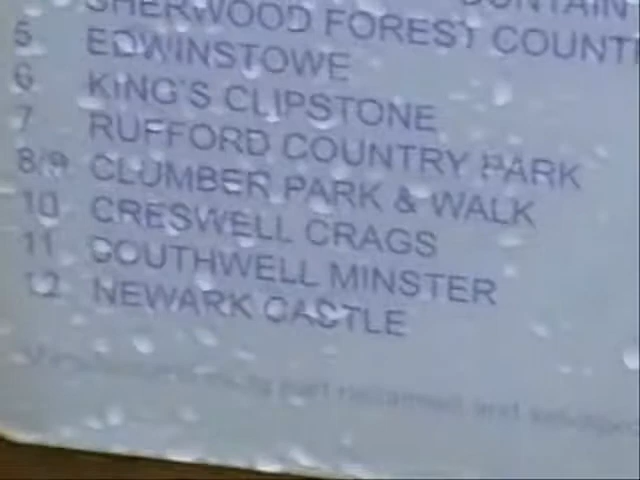 SHERWOOD FOREST COUNT
5 EDWINSTOWE
6 KING'S CLIPSTONE
7 RUFFORD COUNTRY PARK
8/9 CLUMBER PARK & WALK
10 CRESWELL CRAGS
11 SOUTHWELL MINSTER
12 NEWARK CASTLE